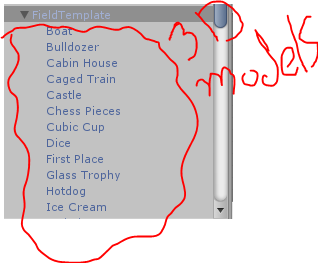 FieldTemplate
Boat
Bulldozer
Cabin House
Caged Train
Castle
Chess Pieces
Cubic Cup
Dice
First Place
Glass Trophy
Hotdog
Ice Cream
models